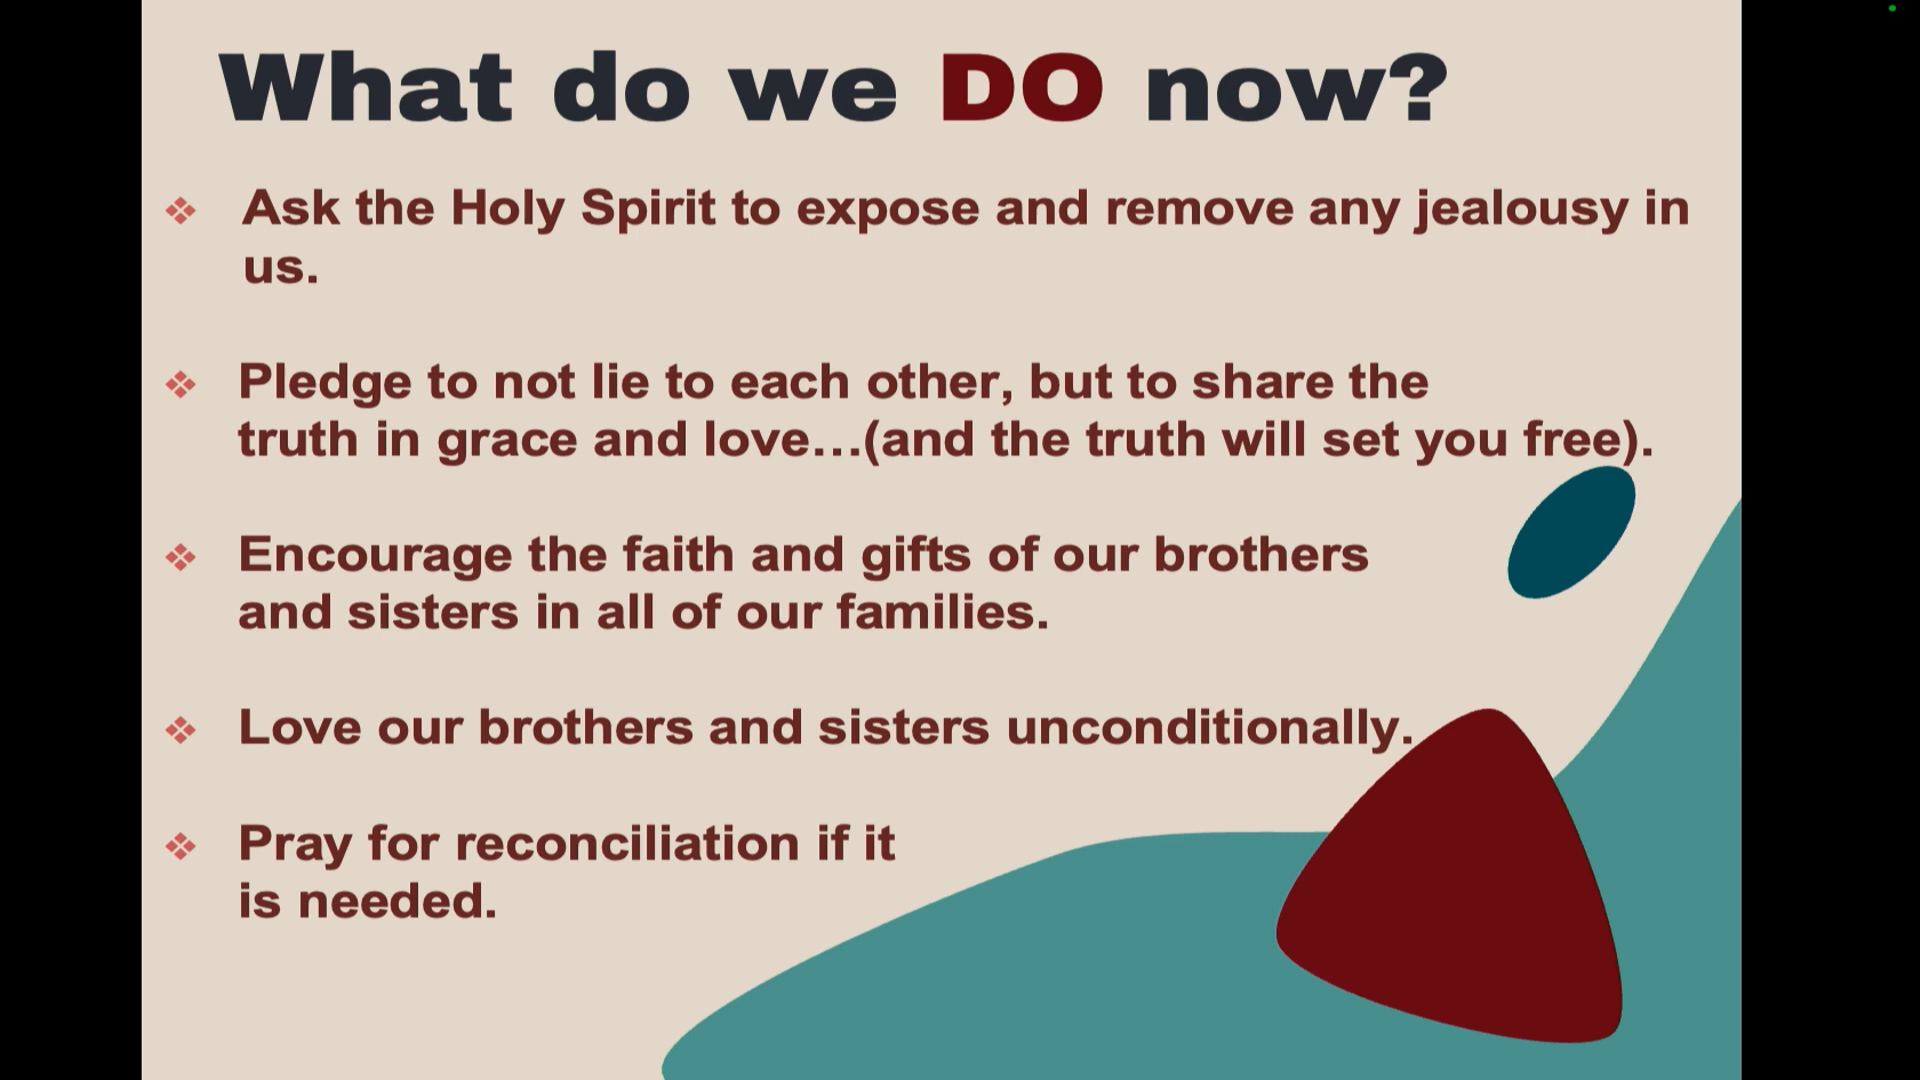 What do we DO now?
❖ Ask the Holy Spirit to expose and remove any jealousy in
us.
❖ Pledge to not lie to each other, but to share the
truth in grace and love…(and the truth will set you free).
❖ Encourage the faith and gifts of our brothers
and sisters in all of our families.
❖ Love our brothers and sisters unconditionally.
❖ Pray for reconciliation if it
is needed.